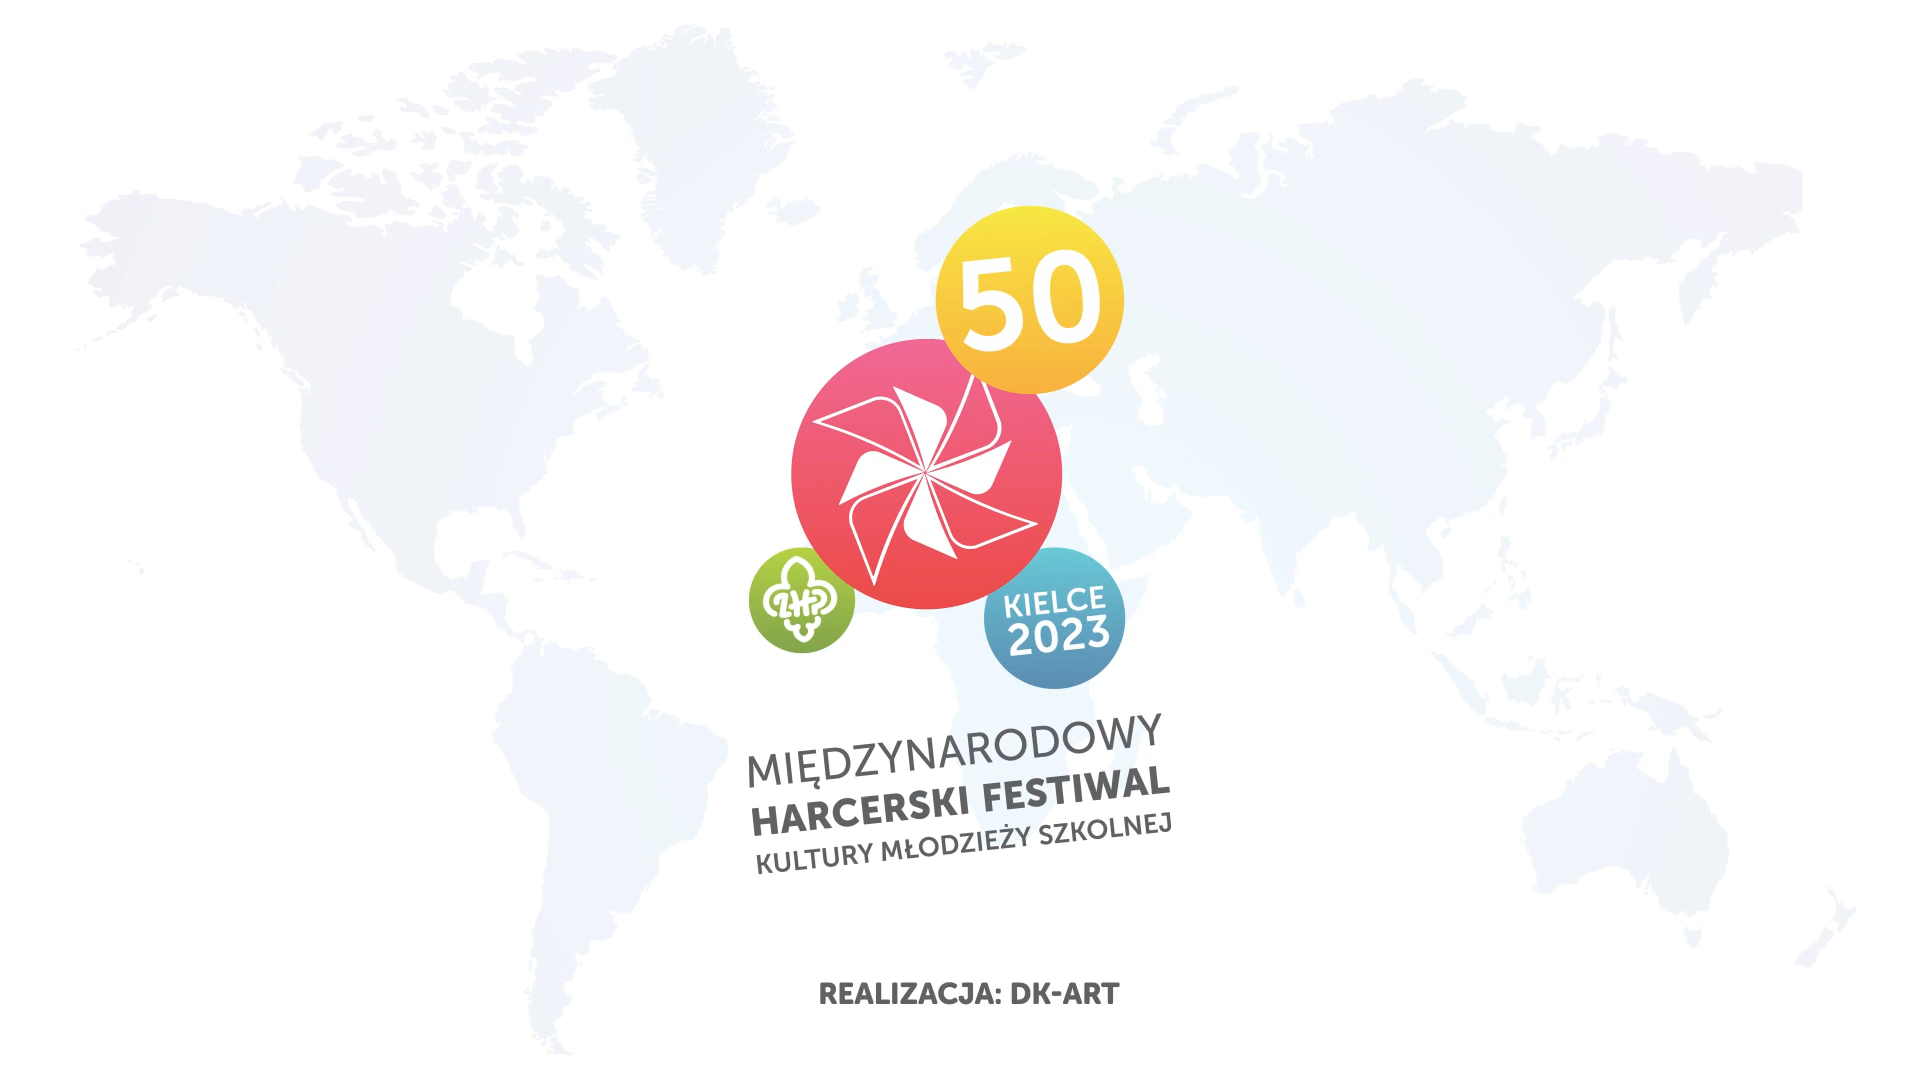 50
ZHP
KIELCE
2023
MIĘDZYNARODOWY
HARCERSKI FESTIWAL
KULTURY MŁODZIEŻY SZKOLNEJ
REALIZACJA: DK-ART